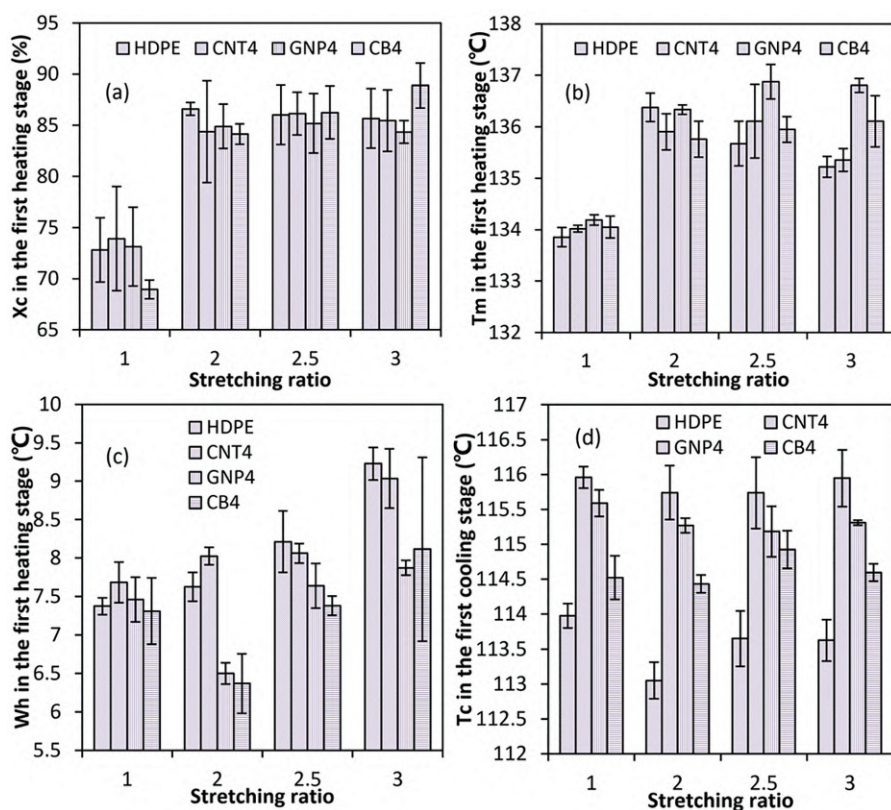 95
90
85
80
75
70
65
Xc in the first heating stage (%)
HDPE CNT4 GNP4 CB4
(a)
1 2 2.5 3
Stretching ratio
138
137
136
135
134
133
132
Tm in the first heating stage (℃)
HDPE CNT4 GNP4 CB4
(b)
1 2 2.5 3
Stretching ratio
10
9.5
9
8.5
8
7.5
7
6.5
6
5.5
Wh in the first heating stage (℃)
HDPE
CNT4
GNP4
CB4
(c)
1 2 2.5 3
Stretching ratio
117
116.5
116
115.5
115
114.5
114
113.5
113
112.5
112
Tc in the first cooling stage (℃)
HDPE CNT4
GNP4 CB4
(d)
1 2 2.5 3
Stretching ratio